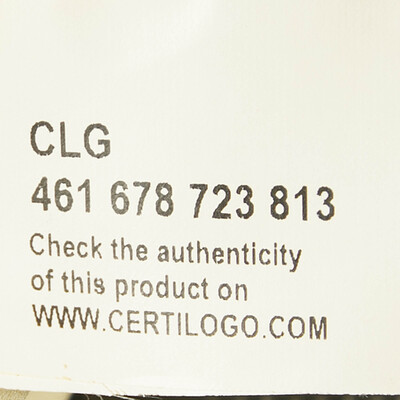 CLG
461 678 723 813
Check the authenticity
of this product on
WWW.CERTILOGO.COM